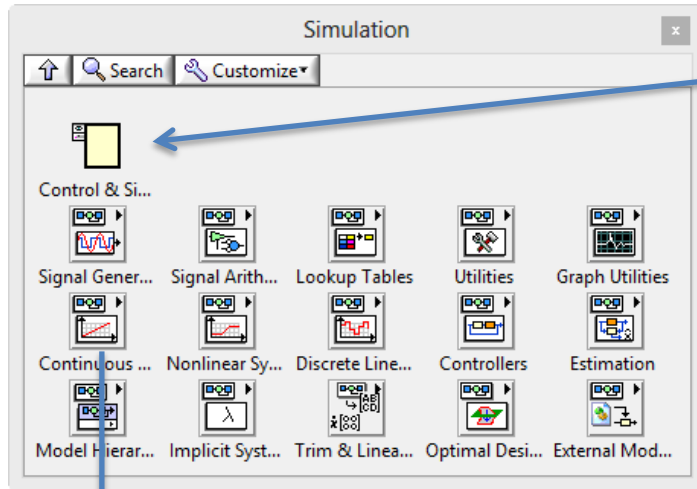 Simulation
x
Search Customize
Control & Si...
Signal Gener... Signal Arith... Lookup Tables Utilities Graph Utilities
Continuous ... Nonlinear Sy... Discrete Line... Controllers Estimation
Model Hierar... Implicit Syst... Trim & Linea... Optimal Desi... External Mod...